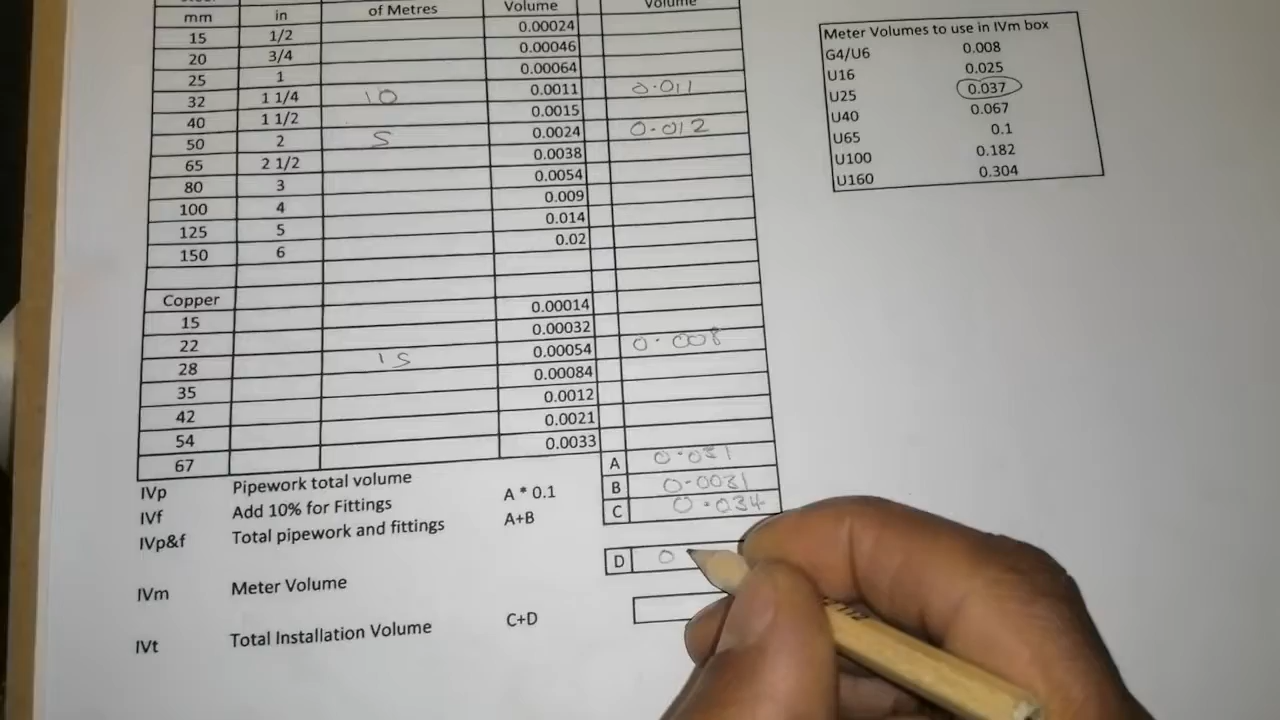 mm in of Metres Volume Volume
15 1/2 0.00024
20 3/4 0.00046
25 1 0.00064
32 1 1/4 10 0.0011 0.011
40 1 1/2 0.0015
50 2 5 0.0024 0.012
65 2 1/2 0.0038
80 3 0.0054
100 4 0.009
125 5 0.014
150 6 0.02
Copper
15 0.00014
22 0.00032
28 15 0.00054 0.008
35 0.00084
42 0.0012
54 0.0021
67 0.0033
IVp Pipework total volume A 0.031
IVf Add 10% for Fittings A * 0.1 B 0.0031
IVp&f Total pipework and fittings A+B C 0.034
IVm Meter Volume D 0
IVt Total Installation Volume C+D
Meter Volumes to use in IVm box
G4/U6 0.008
U16 0.025
U25 0.037
U40 0.067
U65 0.1
U100 0.182
U160 0.304